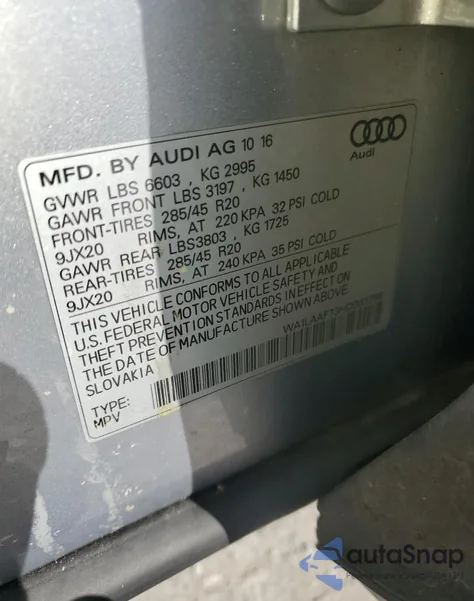 MFD. BY AUDI AG 10 16
GVWR LBS 6603 , KG 2995
GAWR FRONT LBS 3197 , KG 1450
FRONT-TIRES 285/45 R20
9JX20 RIMS, AT 220 KPA 32 PSI COLD
GAWR REAR LBS3803 , KG 1725
REAR-TIRES 285/45 R20
9JX20 RIMS, AT 240 KPA 35 PSI COLD
THIS VEHICLE CONFORMS TO ALL APPLICABLE
U.S. FEDERAL MOTOR VEHICLE SAFETY AND
THEFT PREVENTION STANDARDS IN EFFECT ON
THE DATE OF MANUFACTURE SHOWN ABOVE.
SLOVAKIA
TYPE:
MPV
Audi
autoSnap